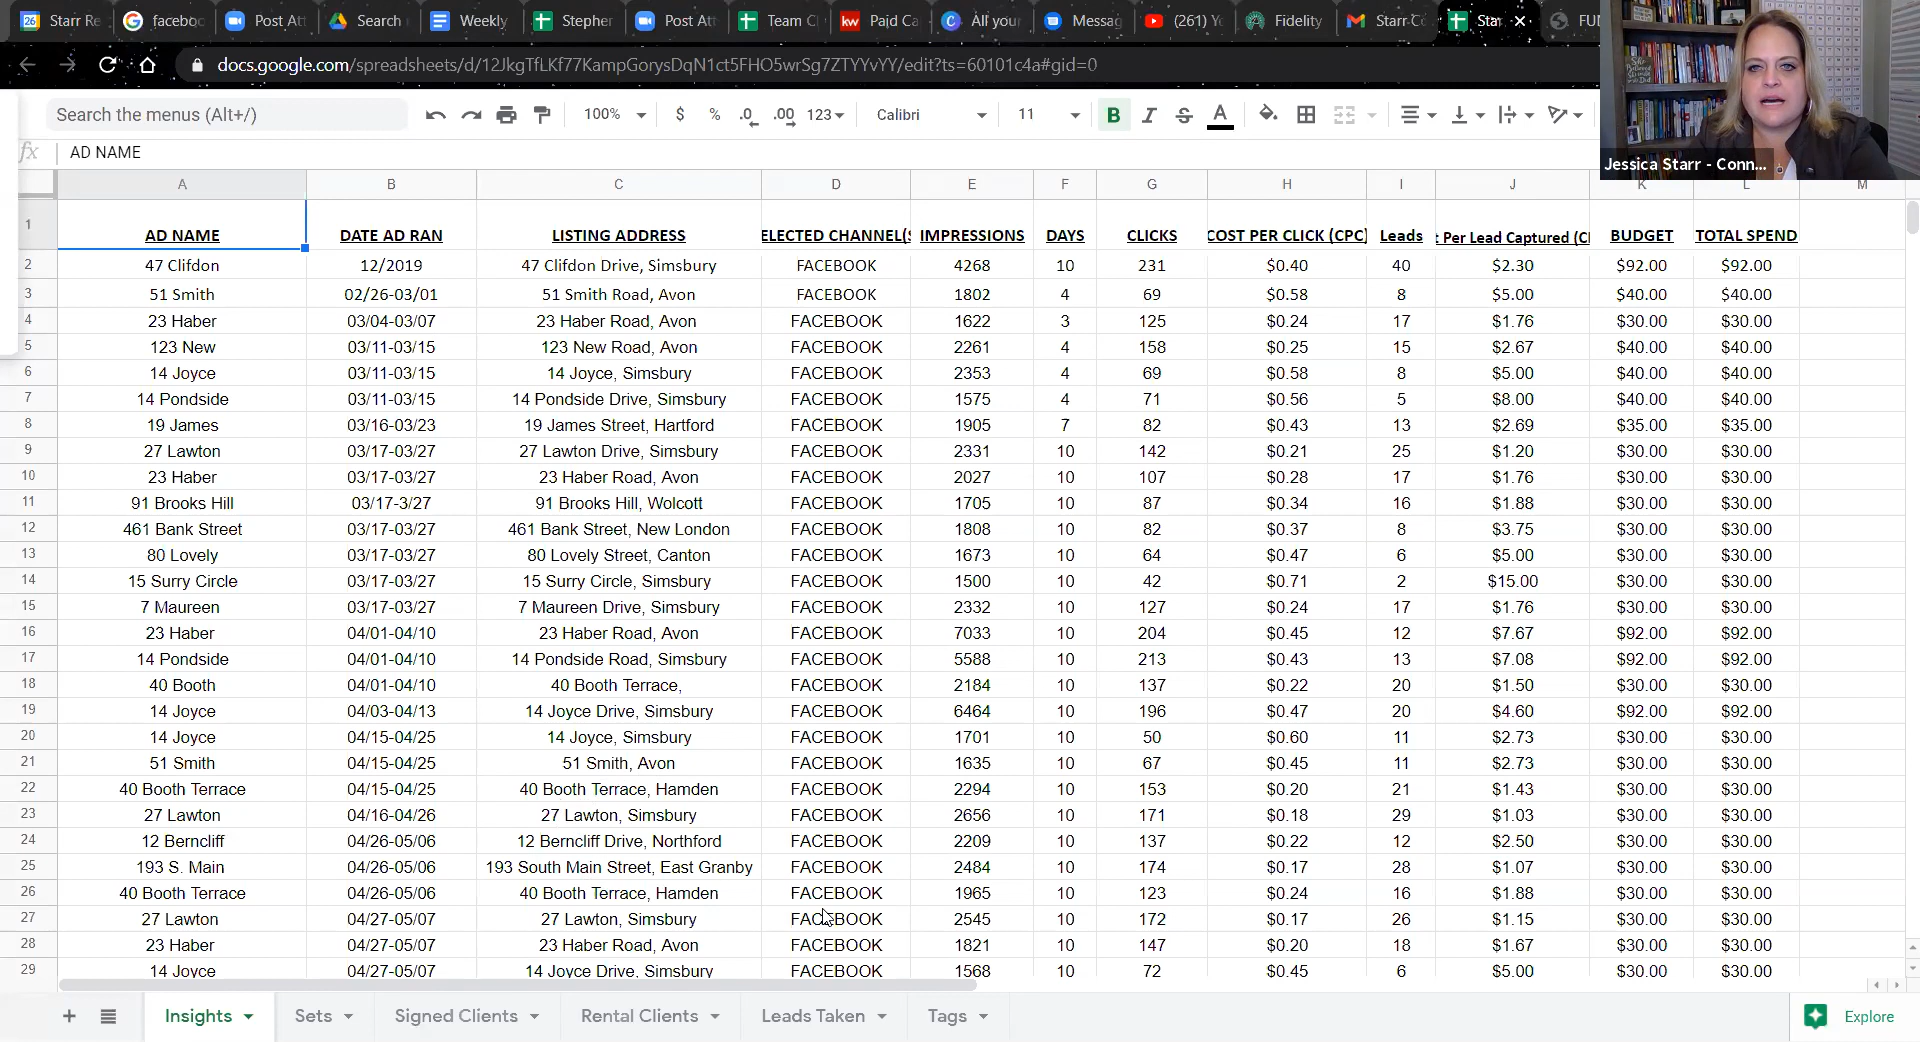 Starr Re facebo Post Att Search Weekly Stepher Post Att Team Cl Pajd Ca All your Messag (261) Y Fidelity Starr Co Star FUN
docs.google.com/spreadsheets/d/12JkgTfLKf77KampGorysDqN1ct5FHO5wrSg7ZTYYvYY/edit?ts=60101c4a#gid=0
Search the menus (Alt+/) 100% $ % .0 .00 123 Calibri 11 B I S A
Jessica Starr - Conn...
fx AD NAME
A B C D E F G H I J K L M
1 AD NAME DATE AD RAN LISTING ADDRESS ELECTED CHANNEL(S IMPRESSIONS DAYS CLICKS COST PER CLICK (CPC) Leads t Per Lead Captured (Cl BUDGET TOTAL SPEND
2 47 Clifdon 12/2019 47 Clifdon Drive, Simsbury FACEBOOK 4268 10 231 $0.40 40 $2.30 $92.00 $92.00
3 51 Smith 02/26-03/01 51 Smith Road, Avon FACEBOOK 1802 4 69 $0.58 8 $5.00 $40.00 $40.00
4 23 Haber 03/04-03/07 23 Haber Road, Avon FACEBOOK 1622 3 125 $0.24 17 $1.76 $30.00 $30.00
5 123 New 03/11-03/15 123 New Road, Avon FACEBOOK 2261 4 158 $0.25 15 $2.67 $40.00 $40.00
6 14 Joyce 03/11-03/15 14 Joyce, Simsbury FACEBOOK 2353 4 69 $0.58 8 $5.00 $40.00 $40.00
7 14 Pondside 03/11-03/15 14 Pondside Drive, Simsbury FACEBOOK 1575 4 71 $0.56 5 $8.00 $40.00 $40.00
8 19 James 03/16-03/23 19 James Street, Hartford FACEBOOK 1905 7 82 $0.43 13 $2.69 $35.00 $35.00
9 27 Lawton 03/17-03/27 27 Lawton Drive, Simsbury FACEBOOK 2331 10 142 $0.21 25 $1.20 $30.00 $30.00
10 23 Haber 03/17-03/27 23 Haber Road, Avon FACEBOOK 2027 10 107 $0.28 17 $1.76 $30.00 $30.00
11 91 Brooks Hill 03/17-3/27 91 Brooks Hill, Wolcott FACEBOOK 1705 10 87 $0.34 16 $1.88 $30.00 $30.00
12 461 Bank Street 03/17-03/27 461 Bank Street, New London FACEBOOK 1808 10 82 $0.37 8 $3.75 $30.00 $30.00
13 80 Lovely 03/17-03/27 80 Lovely Street, Canton FACEBOOK 1673 10 64 $0.47 6 $5.00 $30.00 $30.00
14 15 Surry Circle 03/17-03/27 15 Surry Circle, Simsbury FACEBOOK 1500 10 42 $0.71 2 $15.00 $30.00 $30.00
15 7 Maureen 03/17-03/27 7 Maureen Drive, Simsbury FACEBOOK 2332 10 127 $0.24 17 $1.76 $30.00 $30.00
16 23 Haber 04/01-04/10 23 Haber Road, Avon FACEBOOK 7033 10 204 $0.45 12 $7.67 $92.00 $92.00
17 14 Pondside 04/01-04/10 14 Pondside Road, Simsbury FACEBOOK 5588 10 213 $0.43 13 $7.08 $92.00 $92.00
18 40 Booth 04/01-04/10 40 Booth Terrace, FACEBOOK 2184 10 137 $0.22 20 $1.50 $30.00 $30.00
19 14 Joyce 04/03-04/13 14 Joyce Drive, Simsbury FACEBOOK 6464 10 196 $0.47 20 $4.60 $92.00 $92.00
20 14 Joyce 04/15-04/25 14 Joyce, Simsbury FACEBOOK 1701 10 50 $0.60 11 $2.73 $30.00 $30.00
21 51 Smith 04/15-04/25 51 Smith, Avon FACEBOOK 1635 10 67 $0.45 11 $2.73 $30.00 $30.00
22 40 Booth Terrace 04/15-04/25 40 Booth Terrace, Hamden FACEBOOK 2294 10 153 $0.20 21 $1.43 $30.00 $30.00
23 27 Lawton 04/16-04/26 27 Lawton, Simsbury FACEBOOK 2656 10 171 $0.18 29 $1.03 $30.00 $30.00
24 12 Berncliff 04/26-05/06 12 Berncliff Drive, Northford FACEBOOK 2209 10 137 $0.22 12 $2.50 $30.00 $30.00
25 193 S. Main 04/26-05/06 193 South Main Street, East Granby FACEBOOK 2484 10 174 $0.17 28 $1.07 $30.00 $30.00
26 40 Booth Terrace 04/26-05/06 40 Booth Terrace, Hamden FACEBOOK 1965 10 123 $0.24 16 $1.88 $30.00 $30.00
27 27 Lawton 04/27-05/07 27 Lawton, Simsbury FACEBOOK 2545 10 172 $0.17 26 $1.15 $30.00 $30.00
28 23 Haber 04/27-05/07 23 Haber Road, Avon FACEBOOK 1821 10 147 $0.20 18 $1.67 $30.00 $30.00
29 14 Joyce 04/27-05/07 14 Joyce Drive, Simsbury FACEBOOK 1568 10 72 $0.45 6 $5.00 $30.00 $30.00
Insights Sets Signed Clients Rental Clients Leads Taken Tags Explore